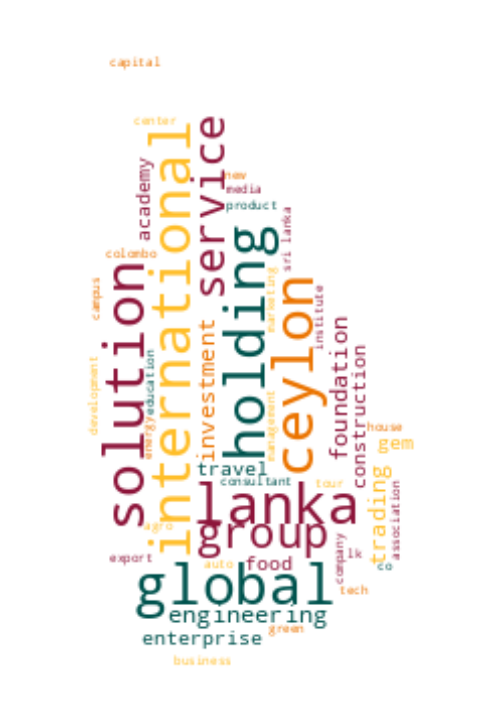 capital
center
international
service
academy
new
media
product
sri lanka
holding
colombo
solution
marketing
ceylon
campus
institute
foundation
investment
construction
education
development
energy
management
house
gem
travel
consultant
tour
lanka
trading
association
group
agro
export
auto
food
company
lk
co
global
tech
engineering
green
enterprise
business